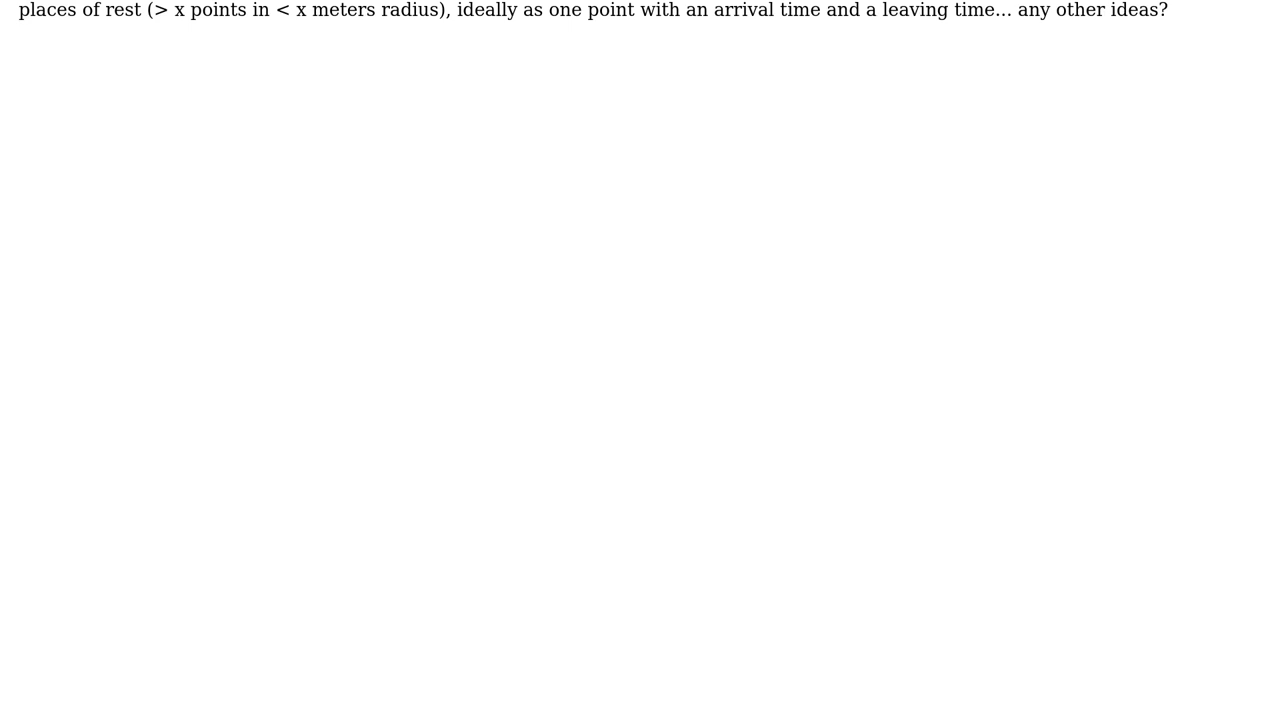 places of rest (> x points in < x meters radius), ideally as one point with an arrival time and a leaving time... any other ideas?